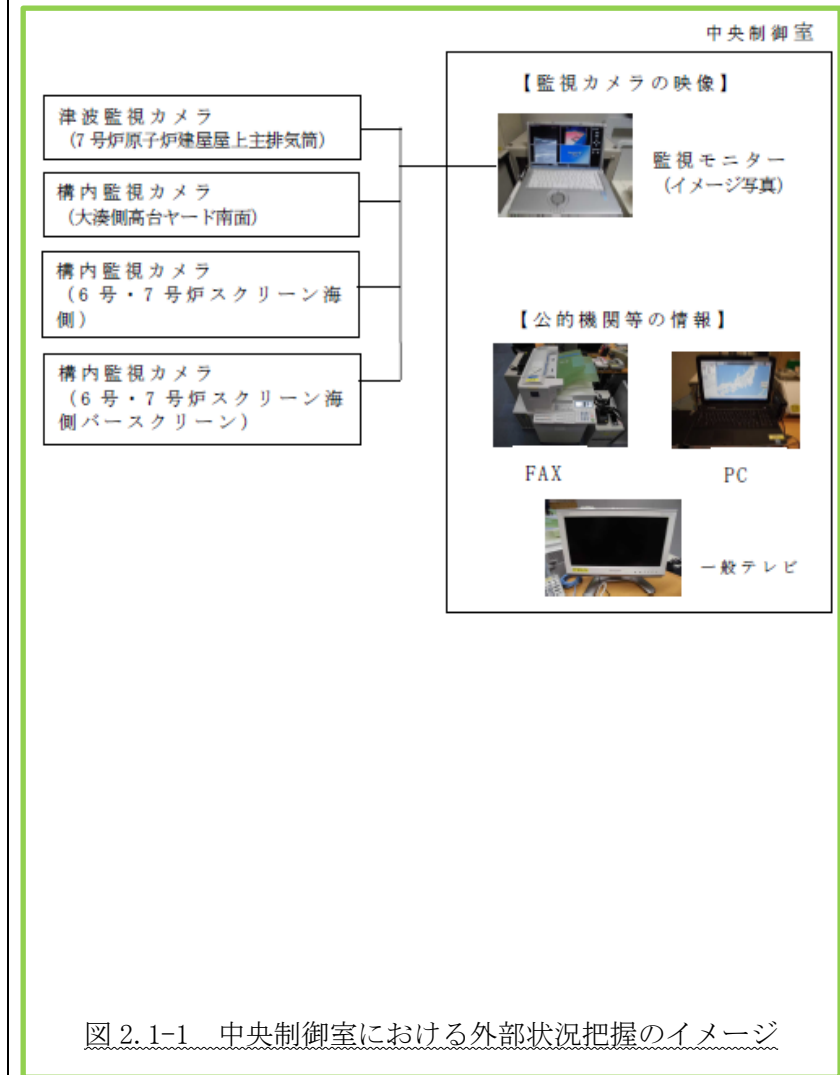 中央制御室
津波監視カメラ
(7 号炉原子炉建屋屋上主排気筒)
構内監視カメラ
(大湊側高台ヤード南面)
構内監視カメラ
(6 号・7 号炉スクリーン海
側)
構内監視カメラ
(6 号・7 号炉スクリーン海
側バースクリーン)
【監視カメラの映像】
監視モニター
(イメージ写真)
【公的機関等の情報】
FAX
PC
一般テレビ
図 2.1-1 中央制御室における外部状況把握のイメージ